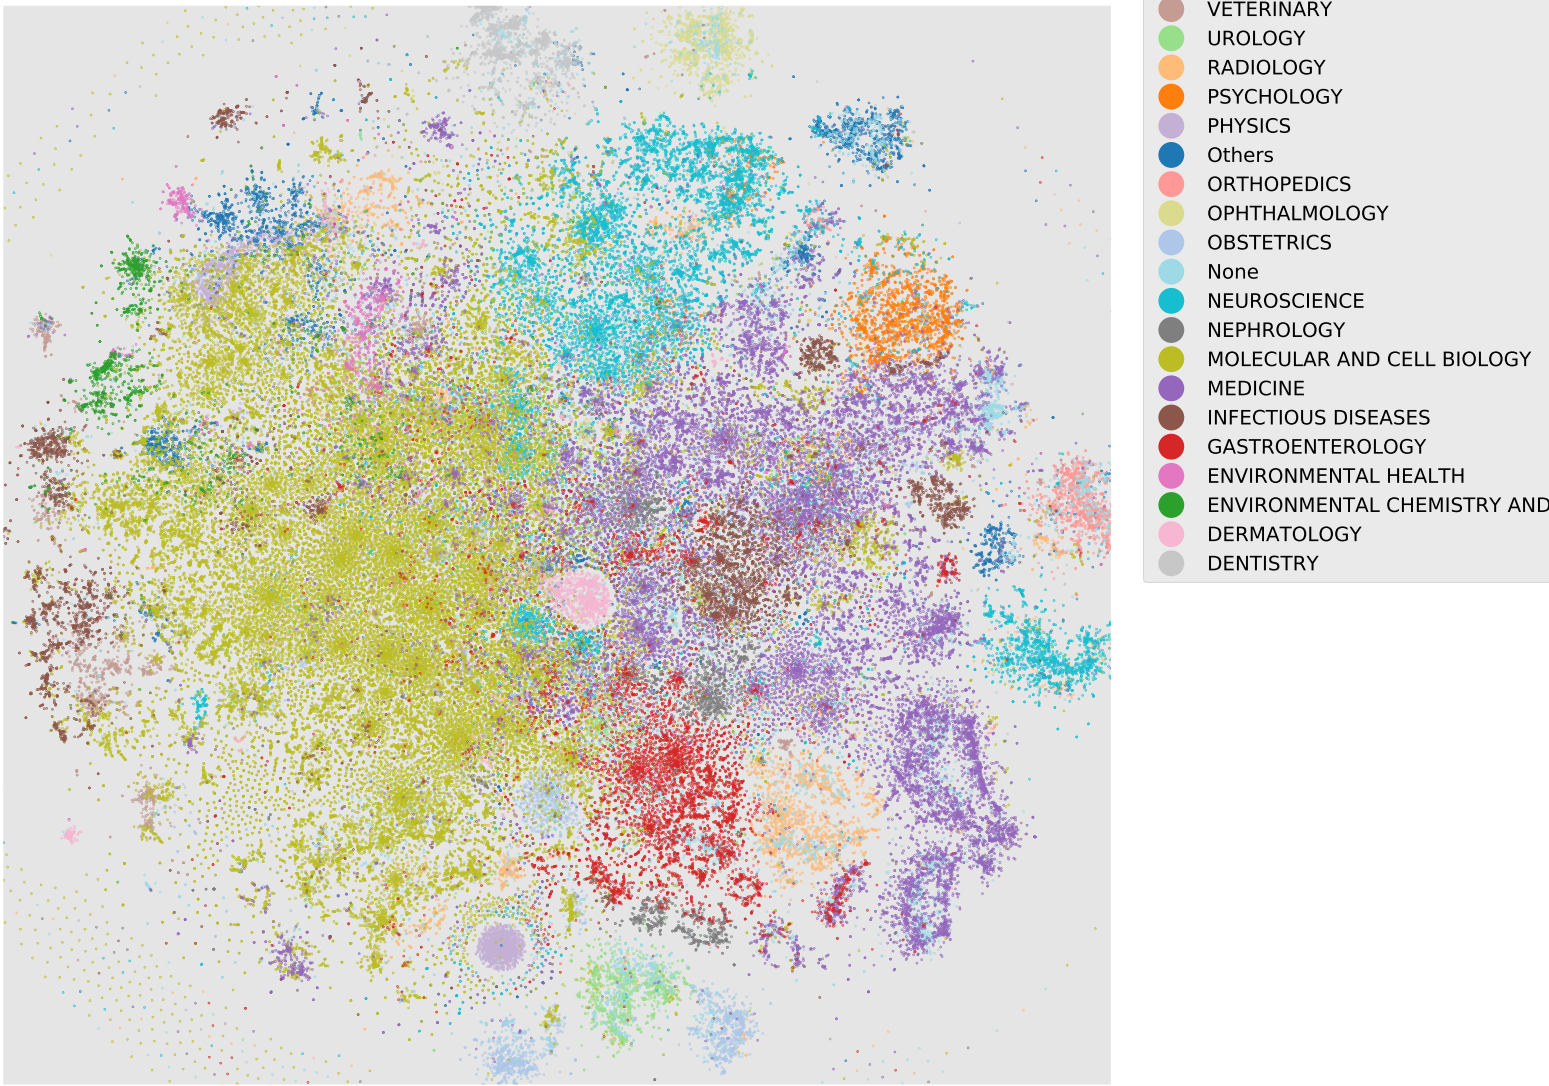 VETERINARY
UROLOGY
RADIOLOGY
PSYCHOLOGY
PHYSICS
Others
ORTHOPEDICS
OPHTHALMOLOGY
OBSTETRICS
None
NEUROSCIENCE
NEPHROLOGY
MOLECULAR AND CELL BIOLOGY
MEDICINE
INFECTIOUS DISEASES
GASTROENTEROLOGY
ENVIRONMENTAL HEALTH
ENVIRONMENTAL CHEMISTRY AND
DERMATOLOGY
DENTISTRY